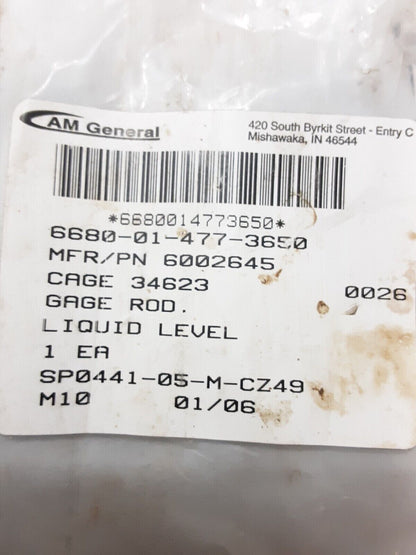 AM General
420 South Byrkit Street - Entry C
Mishawaka, IN 46544
*6680014773650*
6680-01-477-3650
MFR/PN 6002645
CAGE 34623 0026
GAGE ROD.
LIQUID LEVEL
1 EA
SP0441-05-M-CZ49
M10 01/06